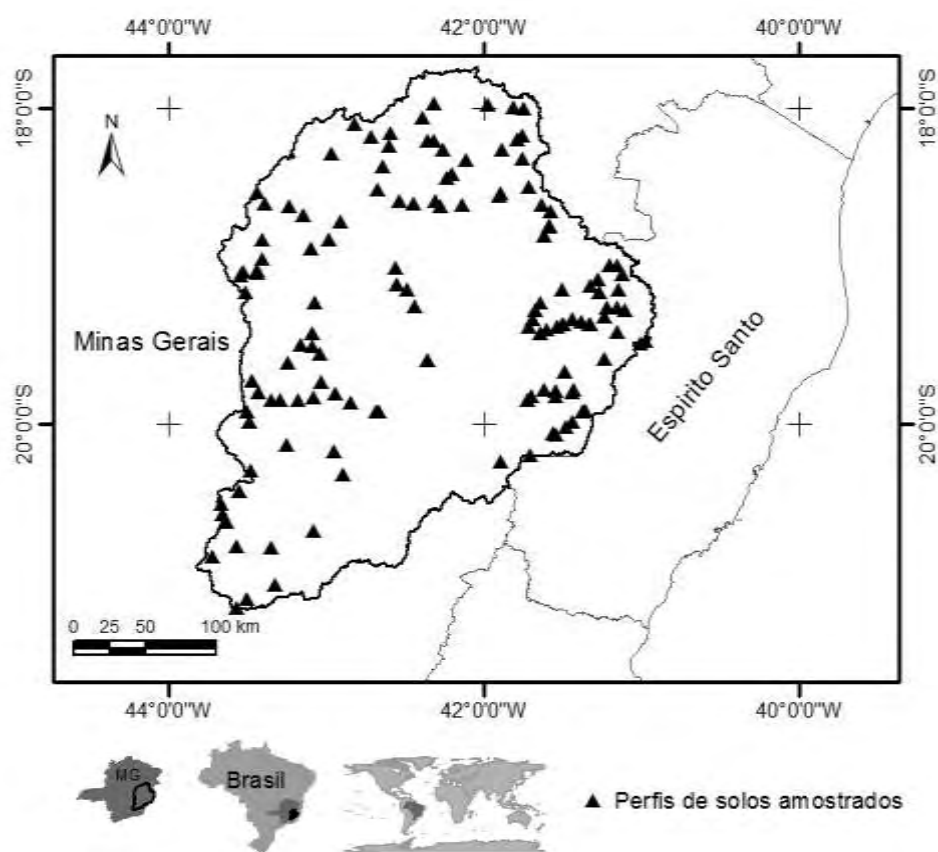 44°0'0"W 42°0'0"W 40°0'0"W
18°0'0"S 18°0'0"S
N
Minas Gerais
Espirito Santo
20°0'0"S 20°0'0"S
0 25 50 100 km
44°0'0"W 42°0'0"W 40°0'0"W
MG
Brasil
Perfis de solos amostrados